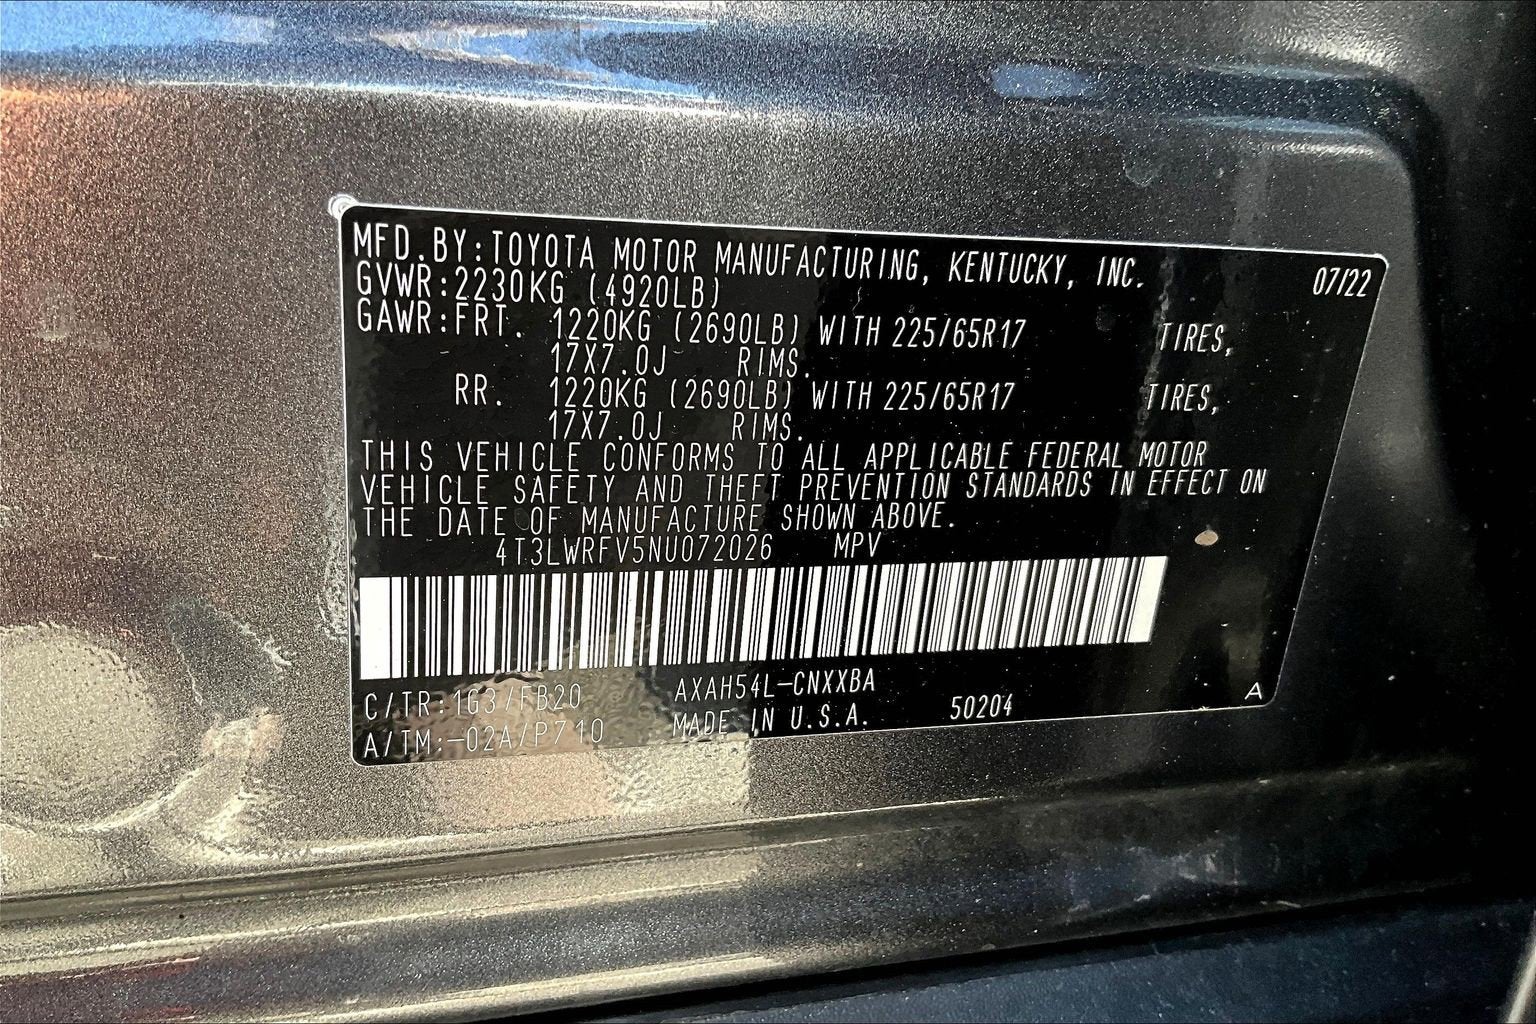 MFD.BY:TOYOTA MOTOR MANUFACTURING, KENTUCKY, INC. 07/22
GVWR:2230KG (4920LB)
GAWR:FRT. 1220KG (2690LB) WITH 225/65R17 TIRES,
17X7.0J RIMS.
RR. 1220KG (2690LB) WITH 225/65R17 TIRES,
17X7.0J RIMS.
THIS VEHICLE CONFORMS TO ALL APPLICABLE FEDERAL MOTOR
VEHICLE SAFETY AND THEFT PREVENTION STANDARDS IN EFFECT ON
THE DATE OF MANUFACTURE SHOWN ABOVE.
4T3LWRFV5NU072026 MPV
C/TR:1G3/FB20 AXAH54L-CNXXBA A
A/TM:-02A/P710 MADE IN U.S.A. 50204